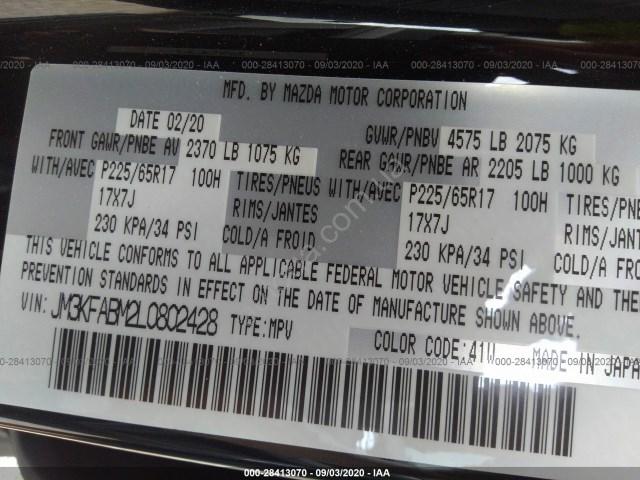 000-28413070 - 09/03/2020 - IAA
MFD. BY MAZDA MOTOR CORPORATION
DATE 02/20
GVWR/PNBV 4575 LB 2075 KG
FRONT GAWR/PNBE AV 2370 LB 1075 KG
REAR GAWR/PNBE AR 2205 LB 1000 KG
WITH/AVEC P225/65R17 100H TIRES/PNEUS
17X7J RIMS/JANTES
230 KPA/34 PSI COLD/A FROID
WITH/AVEC P225/65R17 100H TIRES/PNEUS
17X7J RIMS/
230 KPA/34 PSI COLD/A
THIS VEHICLE CONFORMS TO ALL APPLICABLE FEDERAL MOTOR VEHICLE SAFETY AND THE
PREVENTION STANDARDS IN EFFECT ON THE DATE OF MANUFACTURE SHOWN ABOVE.
VIN: JM3KFABM2L0802428 TYPE:MPV
COLOR CODE:41U MADE IN JAPA
000-28413070 - 09/03/2020 - IAA